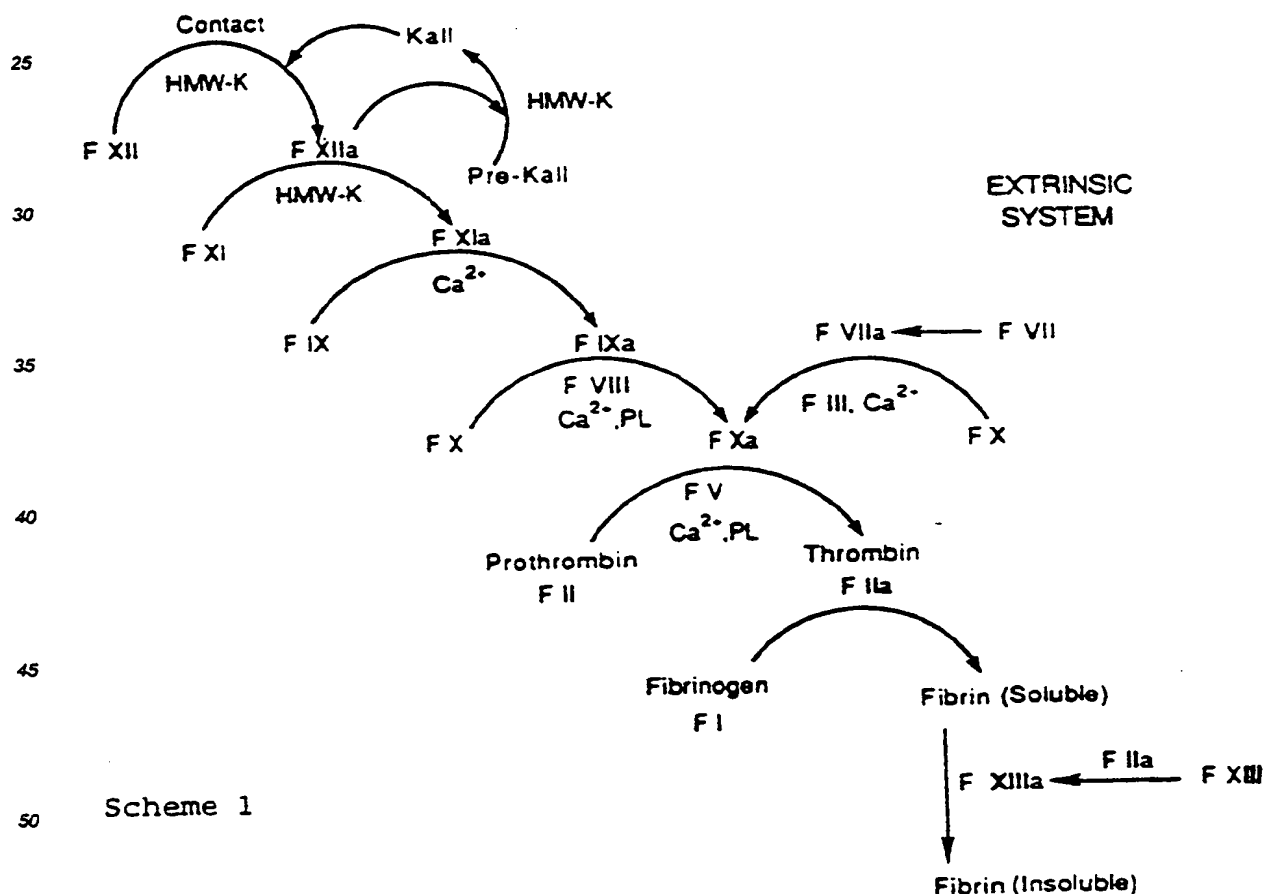 Contact
Kall
25
HMW-K
HMW-K
F XII
F XIIa
Pre-Kall
HMW-K
EXTRINSIC
SYSTEM
30
F XI
F XIa
Ca2+
F IX
F IXa
F VIIa
F VII
35
F VIII
Ca2+,PL
F III, Ca2+
F X
F Xa
F X
F V
40
Ca2+,PL
Prothrombin
F II
Thrombin
F IIa
45
Fibrinogen
F I
Fibrin (Soluble)
F IIa
F XIIIa
F XIII
50
Scheme 1
Fibrin (Insoluble)